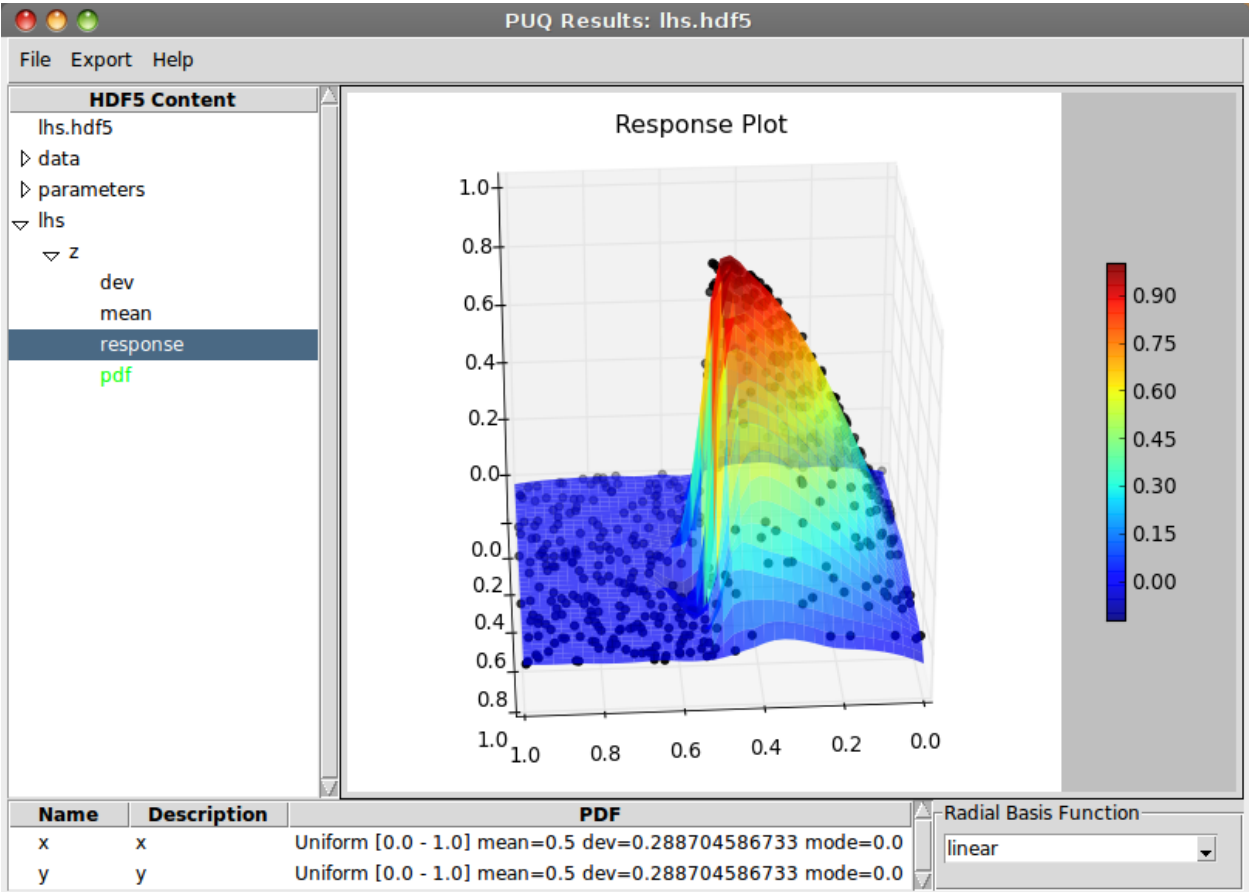 PUQ Results: lhs.hdf5
File Export Help
HDF5 Content
lhs.hdf5
data
parameters
lhs
z
dev
mean
response
pdf
Response Plot
1.0
0.8
0.6
0.4
0.2
0.0
0.0
0.2
0.4
0.6
0.8
1.0
1.0 0.8 0.6 0.4 0.2 0.0
0.90
0.75
0.60
0.45
0.30
0.15
0.00
Name Description PDF
x x Uniform [0.0 - 1.0] mean=0.5 dev=0.288704586733 mode=0.0
y y Uniform [0.0 - 1.0] mean=0.5 dev=0.288704586733 mode=0.0
Radial Basis Function
linear